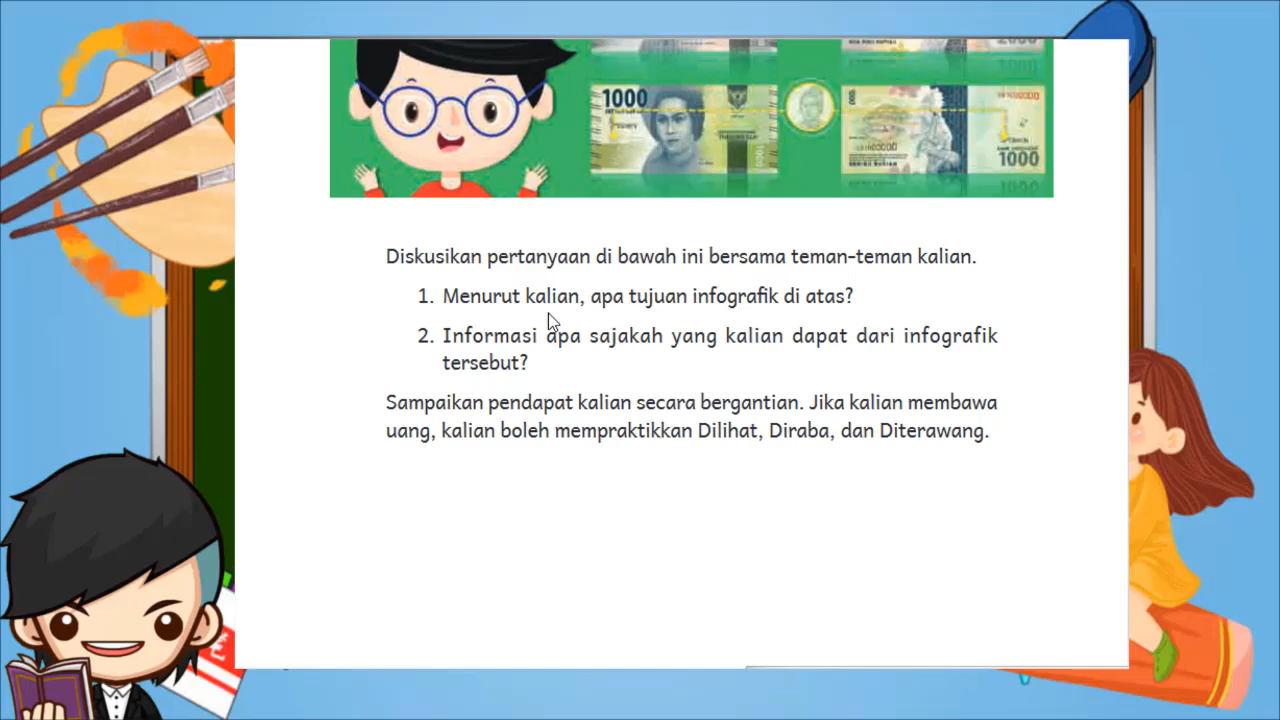 1000
1000
Diskusikan pertanyaan di bawah ini bersama teman-teman kalian.
1. Menurut kalian, apa tujuan infografik di atas?
2. Informasi apa sajakah yang kalian dapat dari infografik
tersebut?
Sampaikan pendapat kalian secara bergantian. Jika kalian membawa
uang, kalian boleh mempraktikkan Dilihat, Diraba, dan Diterawang.